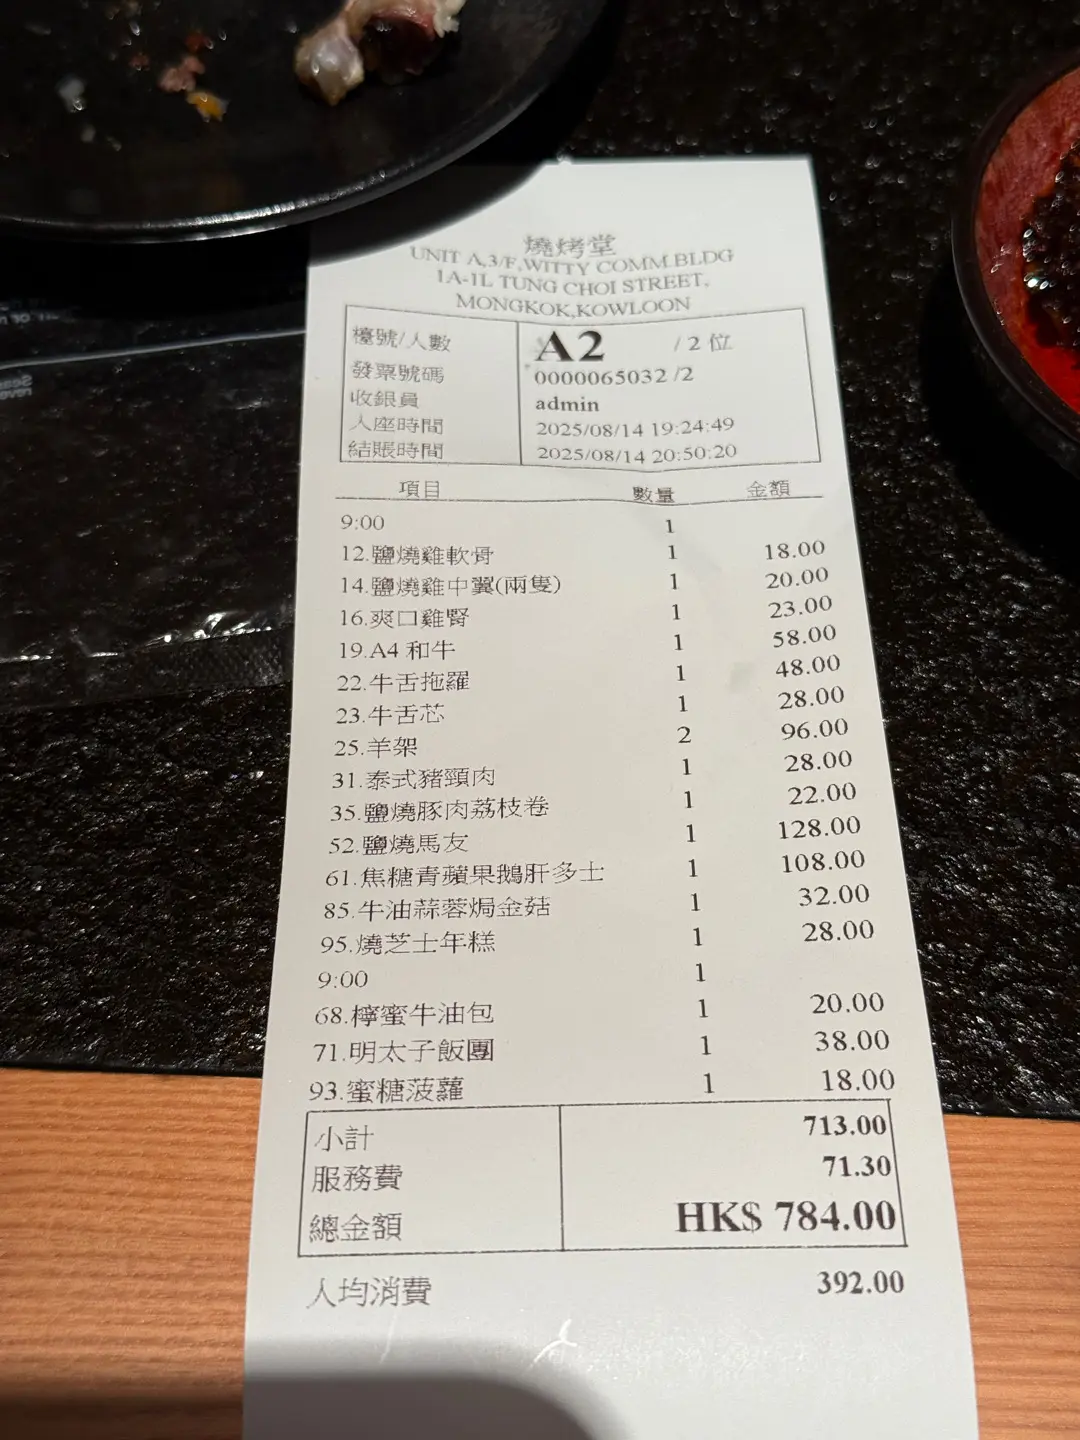 燒烤堂
UNIT A,3/F,WITTY COMM.BLDG
1A-1L TUNG CHOI STREET,
MONGKOK,KOWLOON
檯號/人數 A2 / 2 位
發票號碼 0000065032 /2
收銀員 admin
入座時間 2025/08/14 19:24:49
結賬時間 2025/08/14 20:50:20
項目 數量 金額
9:00 1
12.鹽燒雞軟骨 1 18.00
14.鹽燒雞中翼(兩隻) 1 20.00
16.爽口雞腎 1 23.00
19.A4 和牛 1 58.00
22.牛舌拖羅 1 48.00
23.牛舌芯 1 28.00
25.羊架 2 96.00
31.泰式豬頸肉 1 28.00
35.鹽燒豚肉荔枝卷 1 22.00
52.鹽燒馬友 1 128.00
61.焦糖青蘋果鵝肝多士 1 108.00
85.牛油蒜蓉焗金菇 1 32.00
95.燒芝士年糕 1 28.00
9:00 1
68.檸蜜牛油包 1 20.00
71.明太子飯團 1 38.00
93.蜜糖菠蘿 1 18.00
小計 713.00
服務費 71.30
總金額 HK$ 784.00
人均消費 392.00